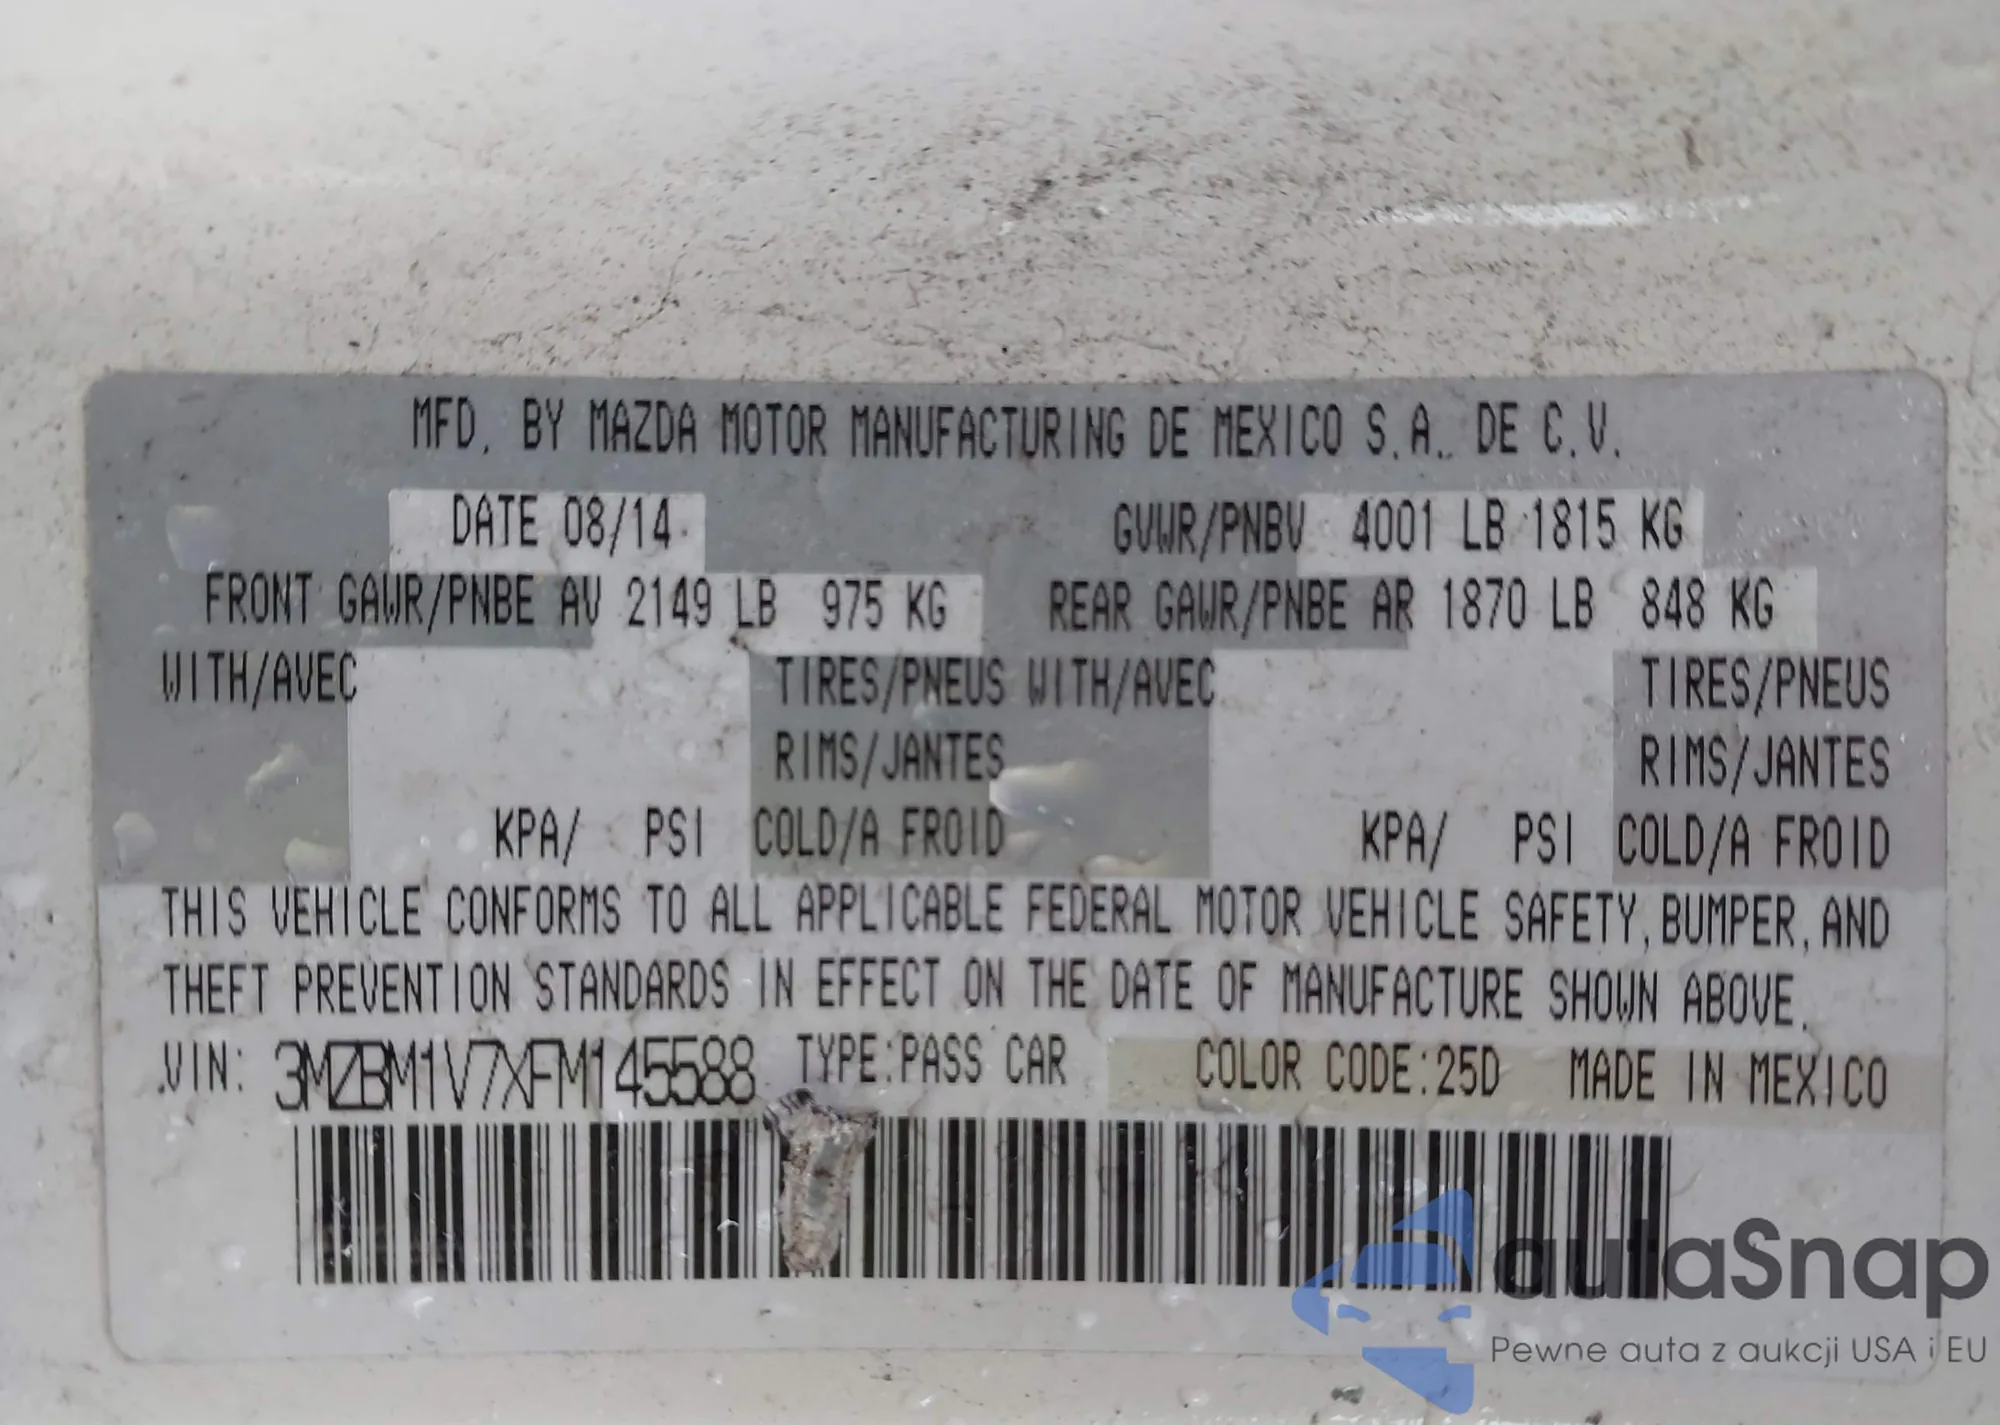 MFD. BY MAZDA MOTOR MANUFACTURING DE MEXICO S.A. DE C.V.
DATE 08/14 GVWR/PNBV 4001 LB 1815 KG
FRONT GAWR/PNBE AV 2149 LB 975 KG REAR GAWR/PNBE AR 1870 LB 848 KG
WITH/AVEC TIRES/PNEUS WITH/AVEC TIRES/PNEUS
RIMS/JANTES RIMS/JANTES
KPA/ PSI COLD/A FROID KPA/ PSI COLD/A FROID
THIS VEHICLE CONFORMS TO ALL APPLICABLE FEDERAL MOTOR VEHICLE SAFETY, BUMPER, AND
THEFT PREVENTION STANDARDS IN EFFECT ON THE DATE OF MANUFACTURE SHOWN ABOVE.
VIN: 3MZBM1V7XFM145588 TYPE:PASS CAR COLOR CODE:25D MADE IN MEXICO
autaSnap
Pewne auta z aukcji USA i EU